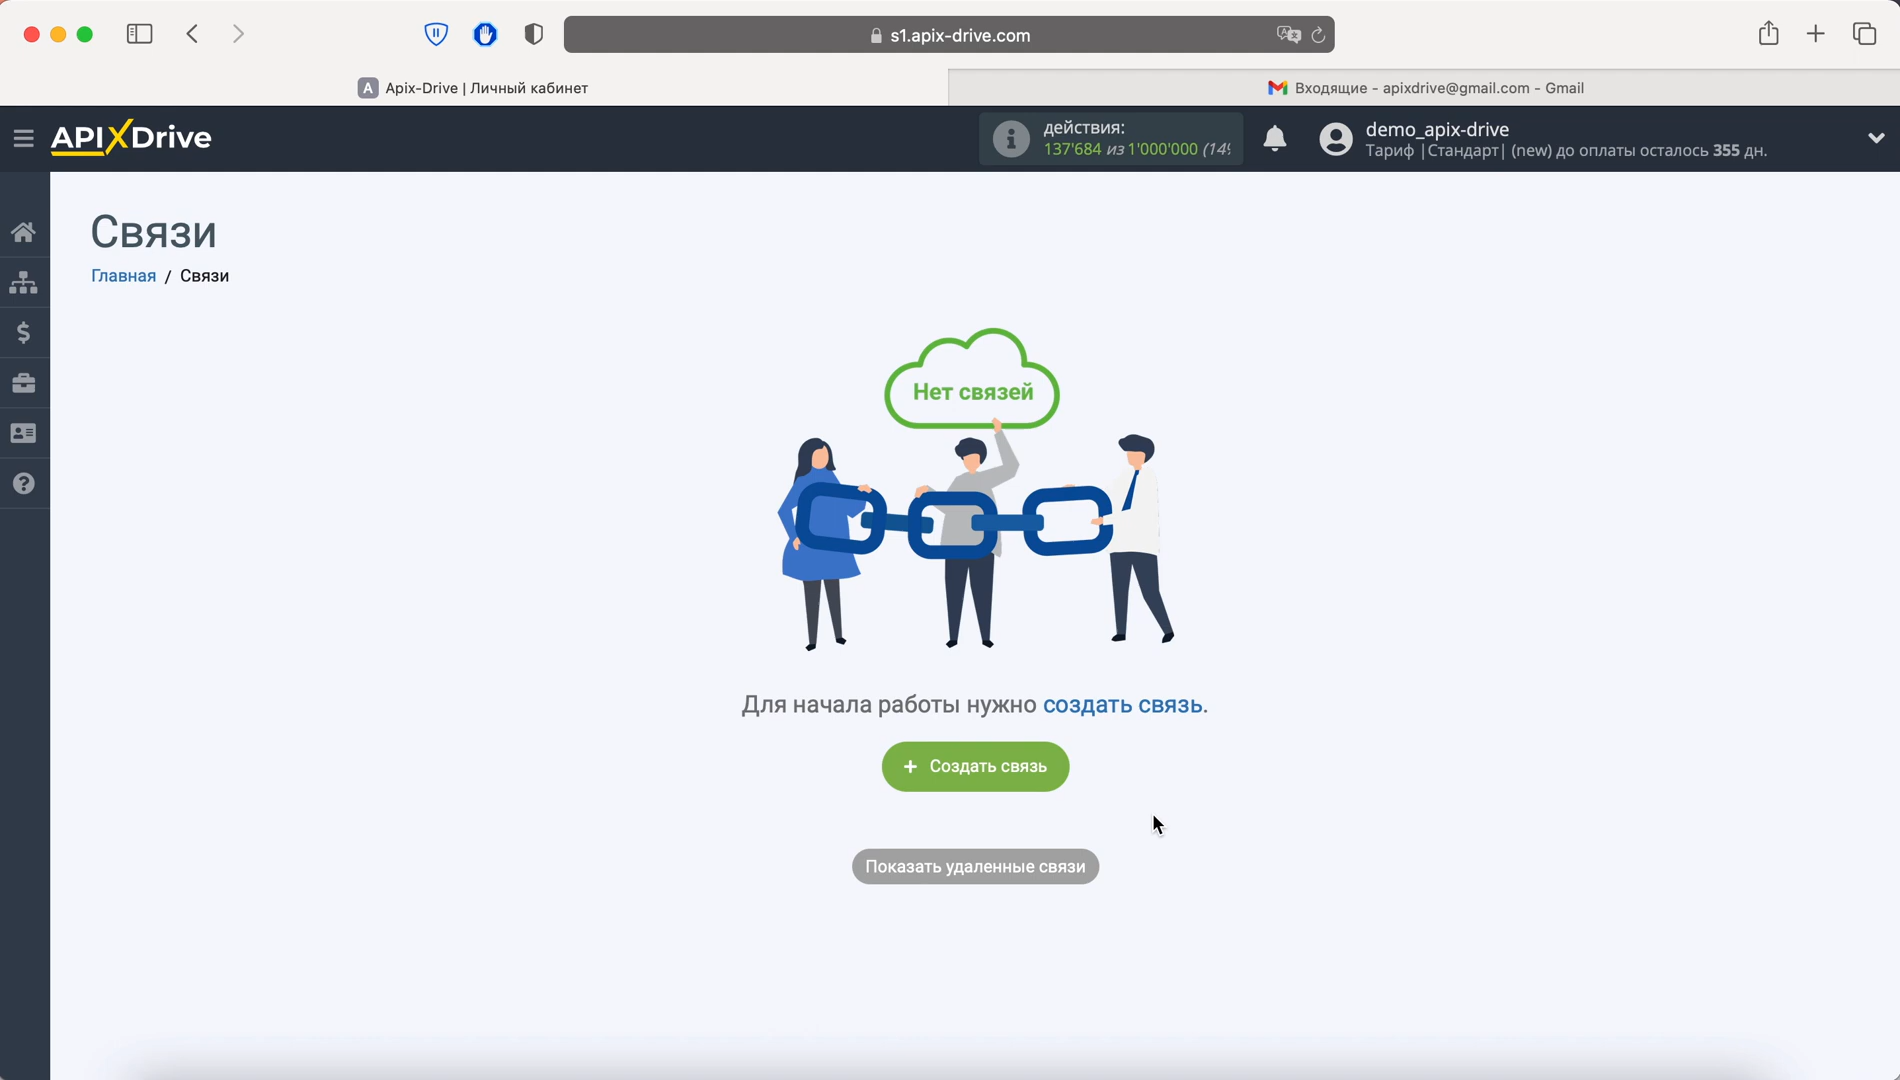 s1.apix-drive.com
A Apix-Drive | Личный кабинет
Входящие - apixdrive@gmail.com - Gmail
APIXDrive
действия:
137'684 из 1'000'000 (14%
demo_apix-drive
Тариф |Стандарт| (new) до оплаты осталось 355 дн.
Связи
Главная / Связи
Нет связей
Для начала работы нужно создать связь.
+ Создать связь
Показать удаленные связи